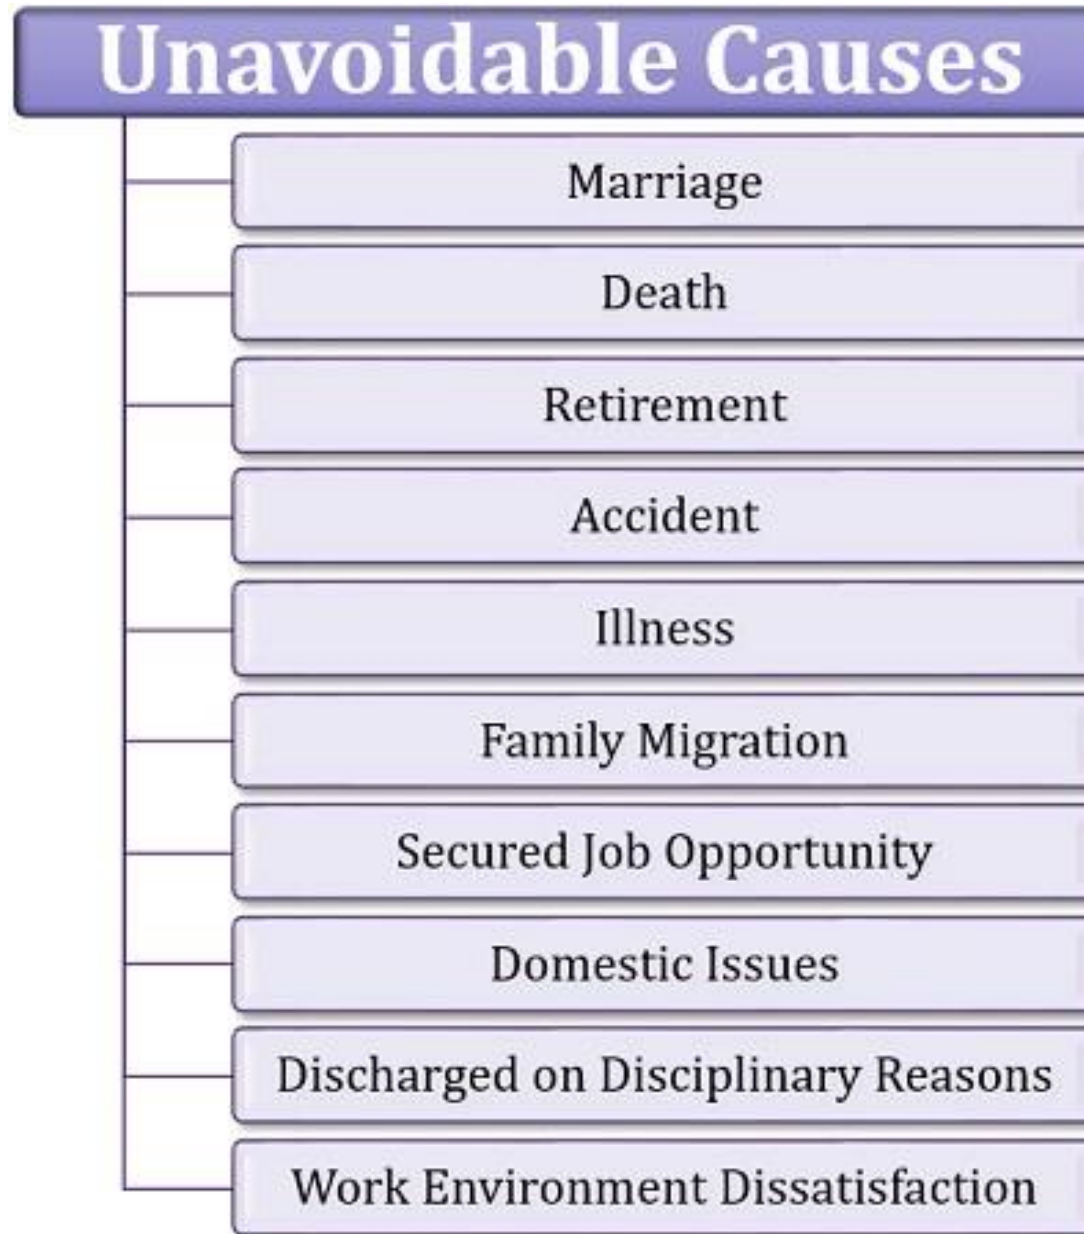 Unavoidable Causes
Marriage
Death
Retirement
Accident
Illness
Family Migration
Secured Job Opportunity
Domestic Issues
Discharged on Disciplinary Reasons
Work Environment Dissatisfaction